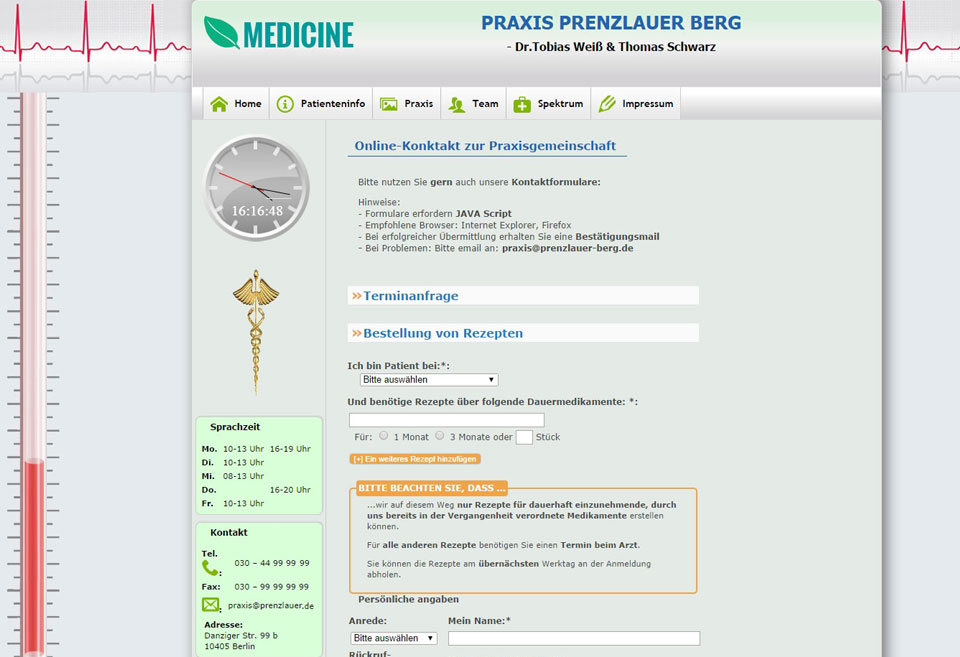 MEDICINE
PRAXIS PRENZLAUER BERG
- Dr.Tobias Weiß & Thomas Schwarz
Home
Patienteninfo
Praxis
Team
Spektrum
Impressum
16:16:48
Sprachzeit
Mo. 10-13 Uhr 16-19 Uhr
Di. 10-13 Uhr
Mi. 08-13 Uhr
Do. 16-20 Uhr
Fr. 10-13 Uhr
Kontakt
Tel.
: 030 – 44 99 99 99
Fax: 030 – 99 99 99 99
: praxis@prenzlauer.de
Adresse:
Danziger Str. 99 b
10405 Berlin
Online-Konktakt zur Praxisgemeinschaft
Bitte nutzen Sie gern auch unsere Kontaktformulare:
Hinweise:
- Formulare erfordern JAVA Script
- Empfohlene Browser: Internet Explorer, Firefox
- Bei erfolgreicher Übermittlung erhalten Sie eine Bestätigungsmail
- Bei Problemen: Bitte email an: praxis@prenzlauer-berg.de
»Terminanfrage
»Bestellung von Rezepten
Ich bin Patient bei:*:
Bitte auswählen
Und benötige Rezepte über folgende Dauermedikamente: *:
Für: 1 Monat 3 Monate oder Stück
[+] Ein weiteres Rezept hinzufügen
BITTE BEACHTEN SIE, DASS ...
...wir auf diesem Weg nur Rezepte für dauerhaft einzunehmende, durch
uns bereits in der Vergangenheit verordnete Medikamente erstellen
können.
Für alle anderen Rezepte benötigen Sie einen Termin beim Arzt.
Sie können die Rezepte am übernächsten Werktag an der Anmeldung
abholen.
Persönliche angaben
Anrede:
Mein Name:*
Bitte auswählen
Rückruf-